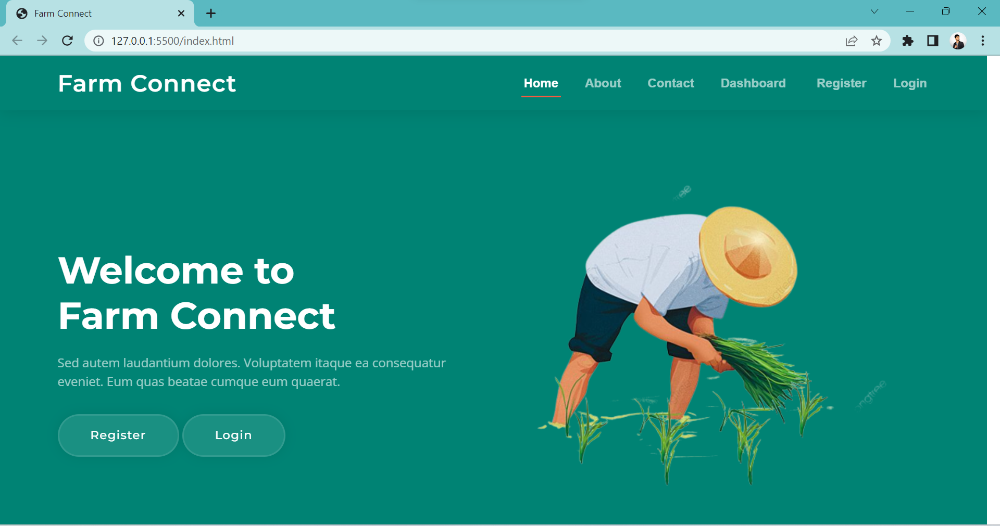 Farm Connect
127.0.0.1:5500/index.html
Farm Connect
Home About Contact Dashboard Register Login
Welcome to
Farm Connect
Sed autem laudantium dolores. Voluptatem itaque ea consequatur
eveniet. Eum quas beatae cumque eum quaerat.
Register Login